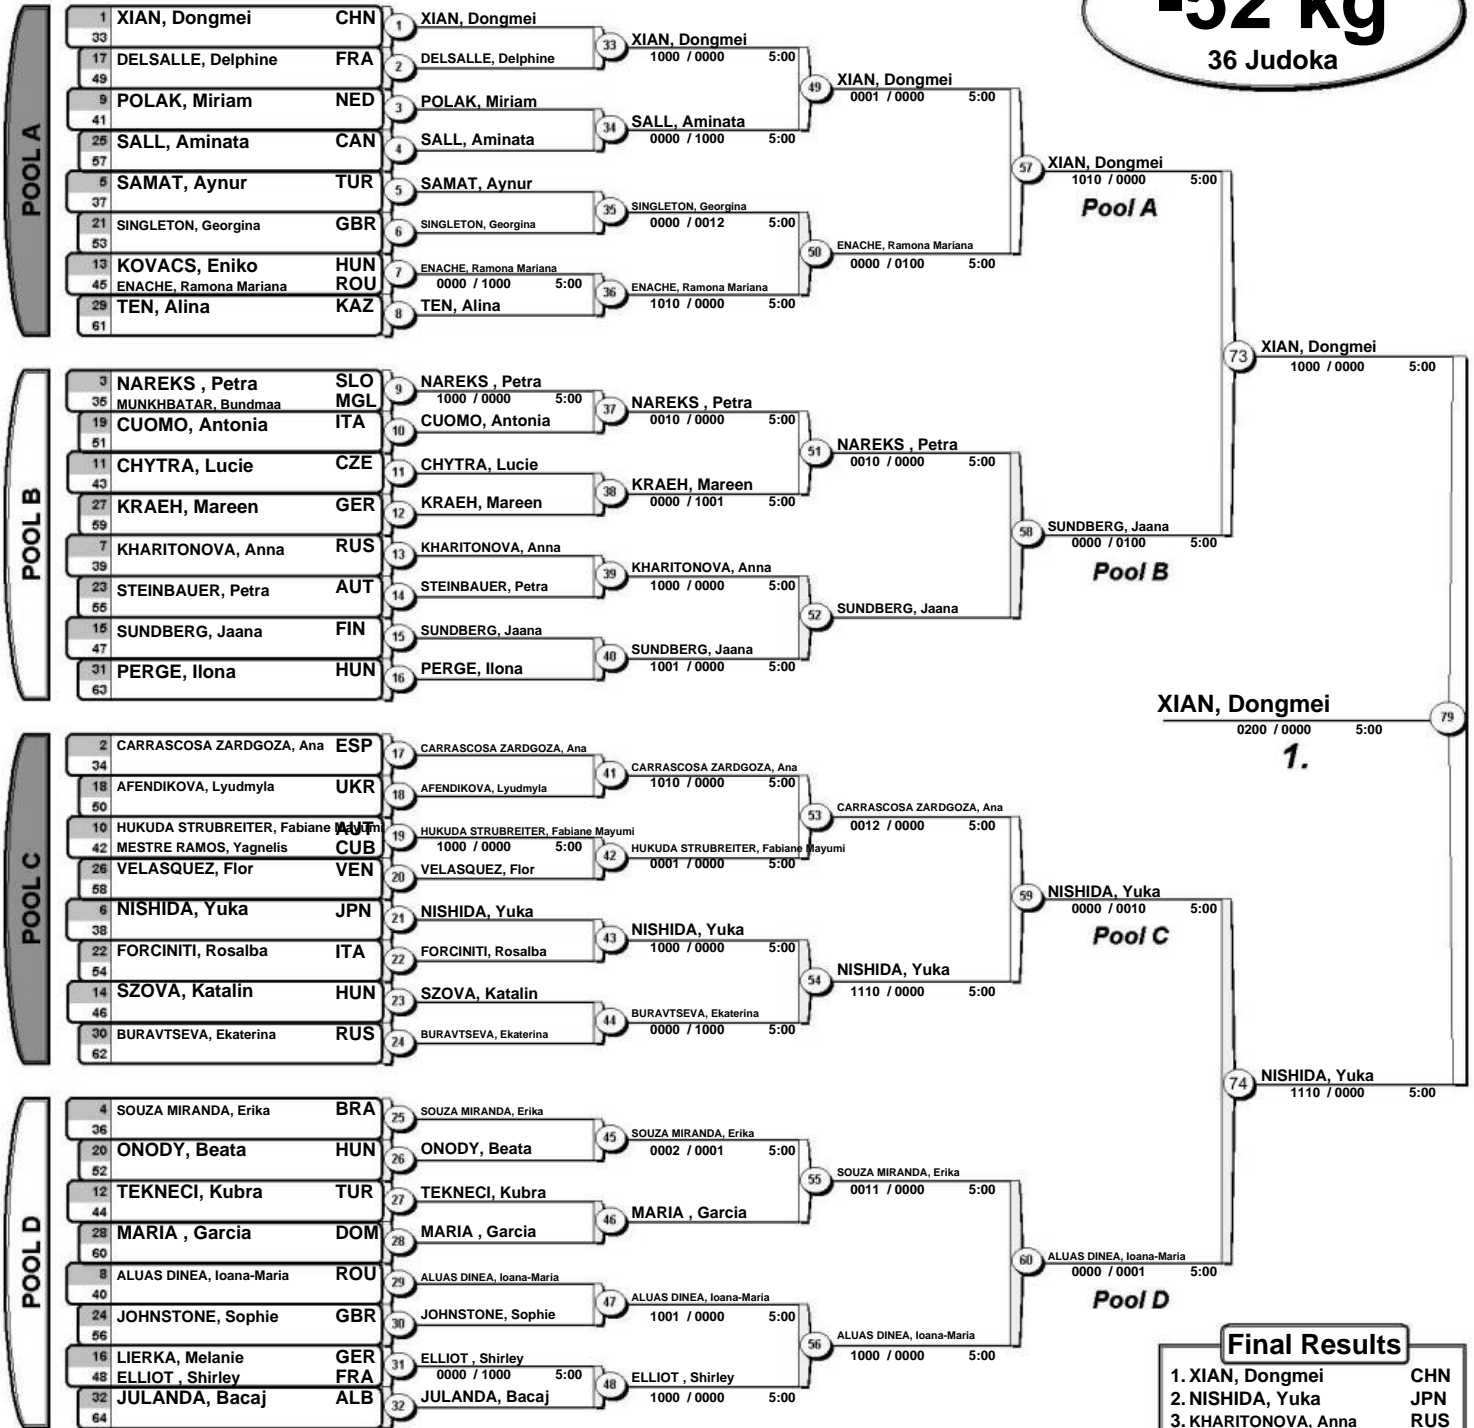 -52 kg
36 Judoka
POOL A
1 XIAN, Dongmei CHN
33
17 DELSALLE, Delphine FRA
49
9 POLAK, Miriam NED
41
25 SALL, Aminata CAN
57
5 SAMAT, Aynur TUR
37
21 SINGLETON, Georgina GBR
53
13 KOVACS, Eniko HUN
45 ENACHE, Ramona Mariana ROU
29 TEN, Alina KAZ
61
1 XIAN, Dongmei
2 DELSALLE, Delphine
3 POLAK, Miriam
4 SALL, Aminata
5 SAMAT, Aynur
6 SINGLETON, Georgina
7 ENACHE, Ramona Mariana
0000 / 1000 5:00
8 TEN, Alina
33 XIAN, Dongmei
1000 / 0000 5:00
34 SALL, Aminata
0000 / 1000 5:00
35 SINGLETON, Georgina
0000 / 0012 5:00
36 ENACHE, Ramona Mariana
1010 / 0000 5:00
49 XIAN, Dongmei
0001 / 0000 5:00
50 ENACHE, Ramona Mariana
0000 / 0100 5:00
57 XIAN, Dongmei
1010 / 0000 5:00
Pool A
POOL B
3 NAREKS , Petra SLO
35 MUNKHBATAR, Bundmaa MGL
19 CUOMO, Antonia ITA
51
11 CHYTRA, Lucie CZE
43
27 KRAEH, Mareen GER
59
7 KHARITONOVA, Anna RUS
39
23 STEINBAUER, Petra AUT
55
15 SUNDBERG, Jaana FIN
47
31 PERGE, Ilona HUN
63
9 NAREKS , Petra
1000 / 0000 5:00
10 CUOMO, Antonia
11 CHYTRA, Lucie
12 KRAEH, Mareen
13 KHARITONOVA, Anna
14 STEINBAUER, Petra
15 SUNDBERG, Jaana
16 PERGE, Ilona
37 NAREKS , Petra
0010 / 0000 5:00
38 KRAEH, Mareen
0000 / 1001 5:00
39 KHARITONOVA, Anna
1000 / 0000 5:00
40 SUNDBERG, Jaana
1001 / 0000 5:00
51 NAREKS , Petra
0010 / 0000 5:00
52 SUNDBERG, Jaana
58 SUNDBERG, Jaana
0000 / 0100 5:00
Pool B
73 XIAN, Dongmei
1000 / 0000 5:00
XIAN, Dongmei 79
0200 / 0000 5:00
1.
POOL C
2 CARRASCOSA ZARDGOZA, Ana ESP
34
18 AFENDIKOVA, Lyudmyla UKR
50
10 HUKUDA STRUBREITER, Fabiane Mayumi AUT
42 MESTRE RAMOS, Yagnelis CUB
26 VELASQUEZ, Flor VEN
58
6 NISHIDA, Yuka JPN
38
22 FORCINITI, Rosalba ITA
54
14 SZOVA, Katalin HUN
46
30 BURAVTSEVA, Ekaterina RUS
62
17 CARRASCOSA ZARDGOZA, Ana
18 AFENDIKOVA, Lyudmyla
19 HUKUDA STRUBREITER, Fabiane Mayumi
1000 / 0000 5:00
20 VELASQUEZ, Flor
21 NISHIDA, Yuka
22 FORCINITI, Rosalba
23 SZOVA, Katalin
24 BURAVTSEVA, Ekaterina
41 CARRASCOSA ZARDGOZA, Ana
1010 / 0000 5:00
42 HUKUDA STRUBREITER, Fabiane Mayumi
0001 / 0000 5:00
43 NISHIDA, Yuka
1000 / 0000 5:00
44 BURAVTSEVA, Ekaterina
0000 / 1000 5:00
53 CARRASCOSA ZARDGOZA, Ana
0012 / 0000 5:00
54 NISHIDA, Yuka
1110 / 0000 5:00
59 NISHIDA, Yuka
0000 / 0010 5:00
Pool C
POOL D
4 SOUZA MIRANDA, Erika BRA
36
20 ONODY, Beata HUN
52
12 TEKNECI, Kubra TUR
44
28 MARIA , Garcia DOM
60
8 ALUAS DINEA, Ioana-Maria ROU
40
24 JOHNSTONE, Sophie GBR
56
16 LIERKA, Melanie GER
48 ELLIOT , Shirley FRA
32 JULANDA, Bacaj ALB
64
25 SOUZA MIRANDA, Erika
26 ONODY, Beata
27 TEKNECI, Kubra
28 MARIA , Garcia
29 ALUAS DINEA, Ioana-Maria
30 JOHNSTONE, Sophie
31 ELLIOT , Shirley
0000 / 1000 5:00
32 JULANDA, Bacaj
45 SOUZA MIRANDA, Erika
0002 / 0001 5:00
46 MARIA , Garcia
47 ALUAS DINEA, Ioana-Maria
1001 / 0000 5:00
48 ELLIOT , Shirley
1000 / 0000 5:00
55 SOUZA MIRANDA, Erika
0011 / 0000 5:00
56 ALUAS DINEA, Ioana-Maria
1000 / 0000 5:00
60 ALUAS DINEA, Ioana-Maria
0000 / 0001 5:00
Pool D
74 NISHIDA, Yuka
1110 / 0000 5:00
Final Results
1. XIAN, Dongmei CHN
2. NISHIDA, Yuka JPN
3. KHARITONOVA, Anna RUS